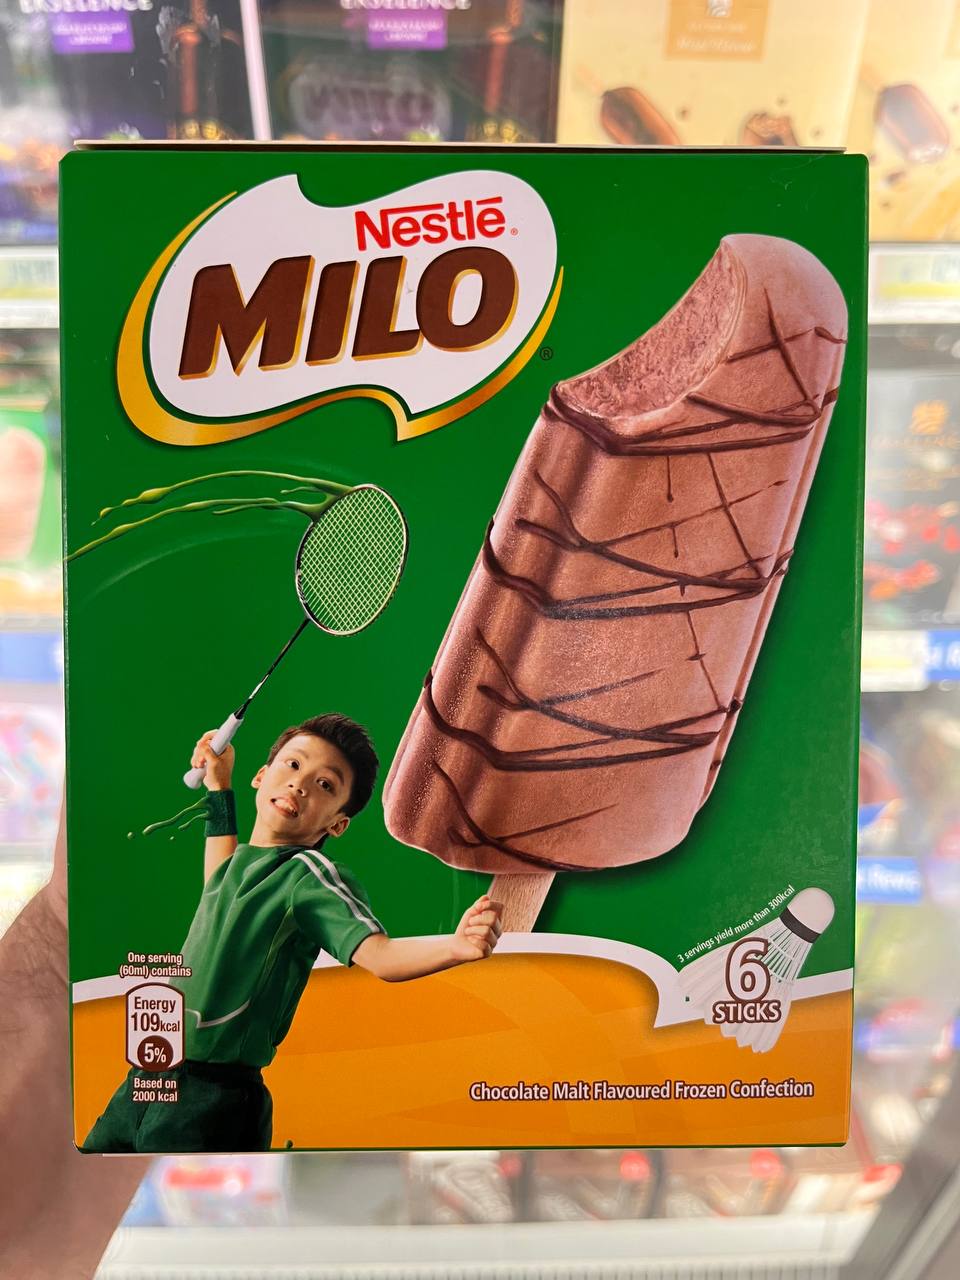 Nestlē®
MILO®
3 servings yield more than 300kcal
6
STICKS
One serving
(60ml) contains
Energy
109kcal
5%
Based on
2000 kcal
Chocolate Malt Flavoured Frozen Confection